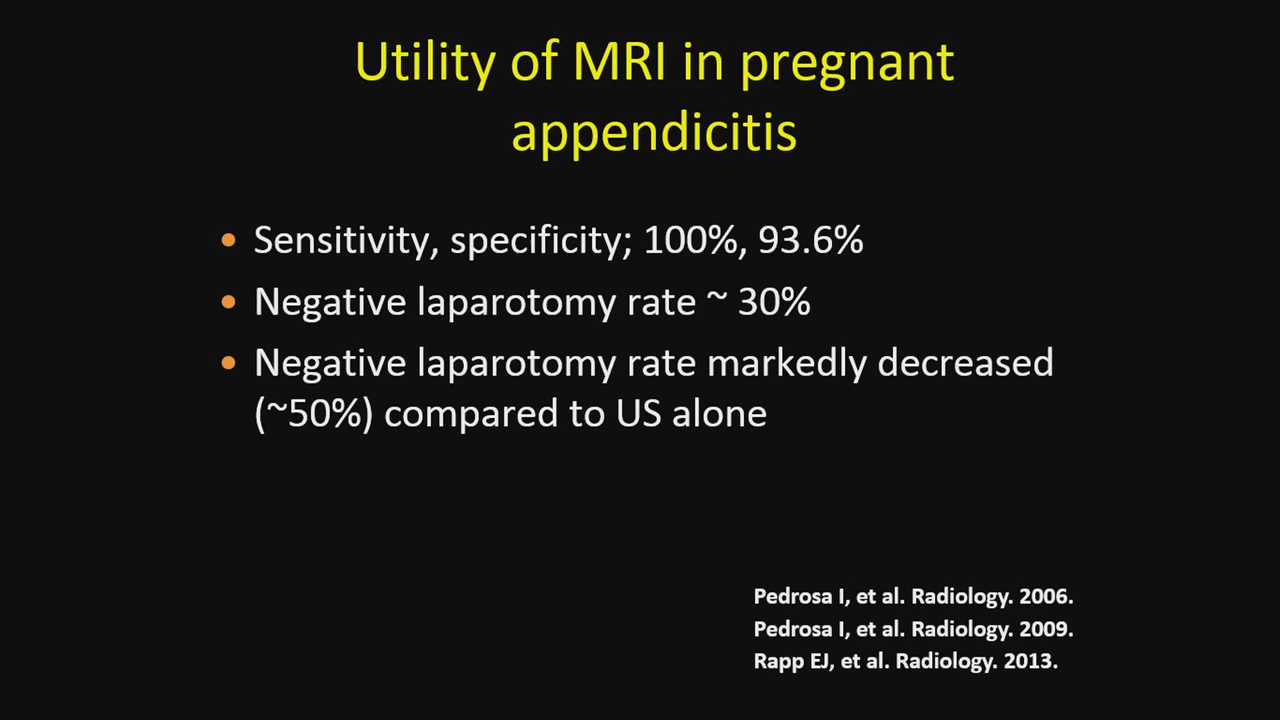 Utility of MRI in pregnant
appendicitis
• Sensitivity, specificity; 100%, 93.6%
• Negative laparotomy rate ~ 30%
• Negative laparotomy rate markedly decreased
(~50%) compared to US alone
Pedrosa I, et al. Radiology. 2006.
Pedrosa I, et al. Radiology. 2009.
Rapp EJ, et al. Radiology. 2013.